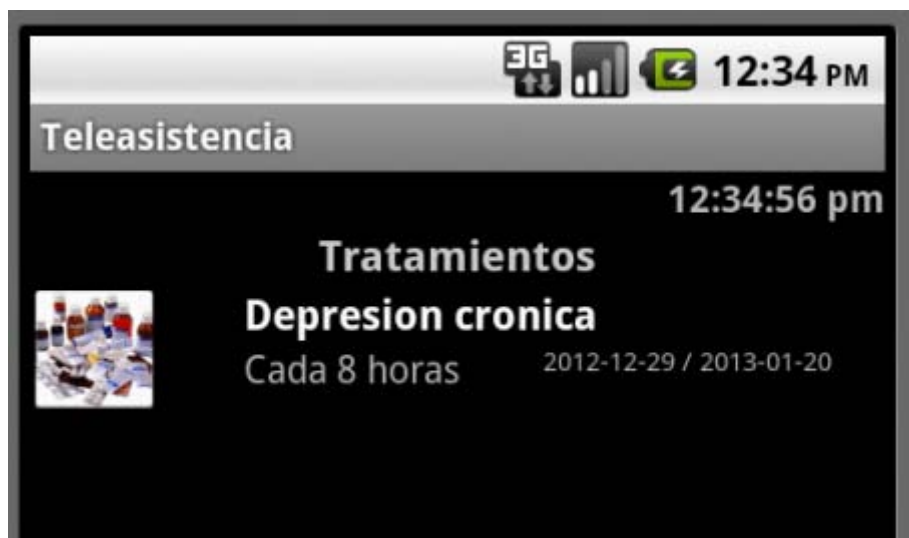 3G 12:34 PM
Teleasistencia
12:34:56 pm
Tratamientos
Depresion cronica
Cada 8 horas 2012-12-29 / 2013-01-20